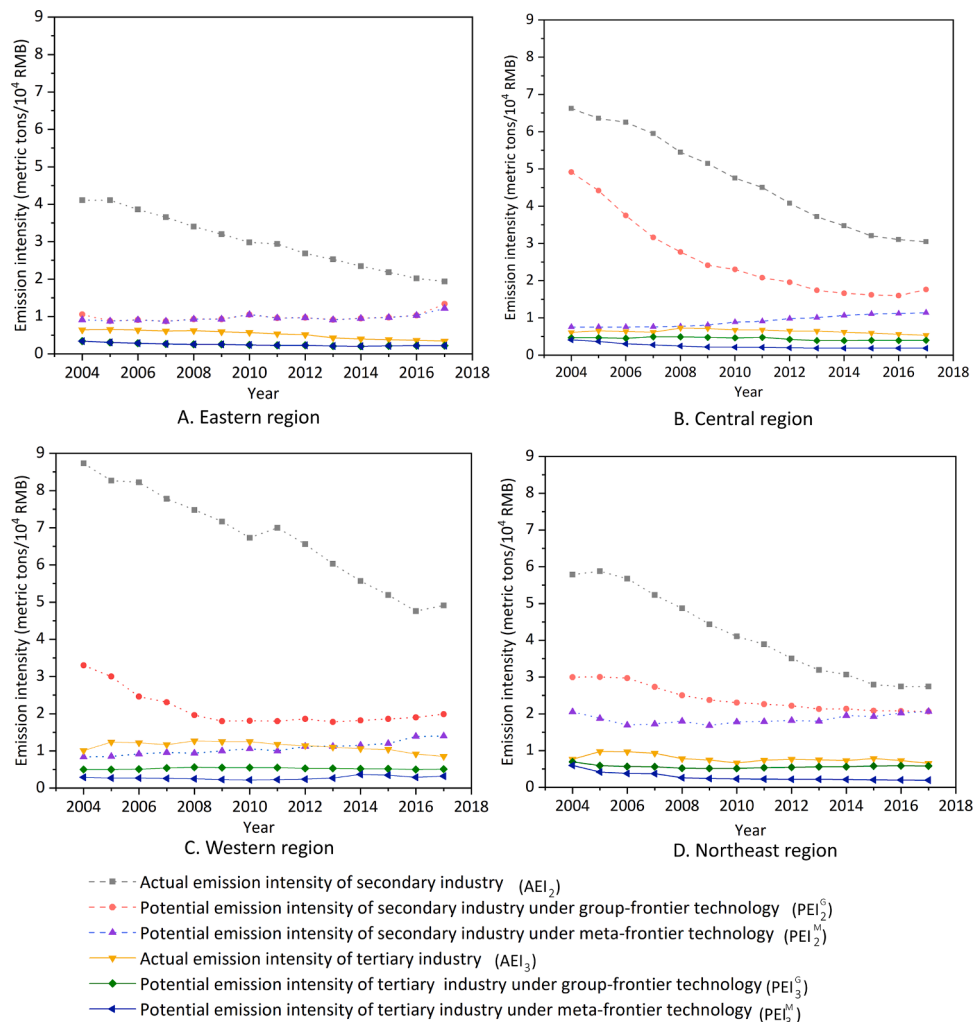 Emission intensity (metric tons/10⁴ RMB)
9
8
7
6
5
4
3
2
1
0
2004 2006 2008 2010 2012 2014 2016 2018
Year
A. Eastern region
Emission intensity (metric tons/10⁴ RMB)
9
8
7
6
5
4
3
2
1
0
2004 2006 2008 2010 2012 2014 2016 2018
Year
B. Central region
Emission intensity (metric tons/10⁴ RMB)
9
8
7
6
5
4
3
2
1
0
2004 2006 2008 2010 2012 2014 2016 2018
Year
C. Western region
Emission intensity (metric tons/10⁴ RMB)
9
8
7
6
5
4
3
2
1
0
2004 2006 2008 2010 2012 2014 2016 2018
Year
D. Northeast region
Actual emission intensity of secondary industry (AEI₂)
Potential emission intensity of secondary industry under group-frontier technology (PEI₂ᴳ)
Potential emission intensity of secondary industry under meta-frontier technology (PEI₂ᴹ)
Actual emission intensity of tertiary industry (AEI₃)
Potential emission intensity of tertiary industry under group-frontier technology (PEI₃ᴳ)
Potential emission intensity of tertiary industry under meta-frontier technology (PEI₃ᴹ)